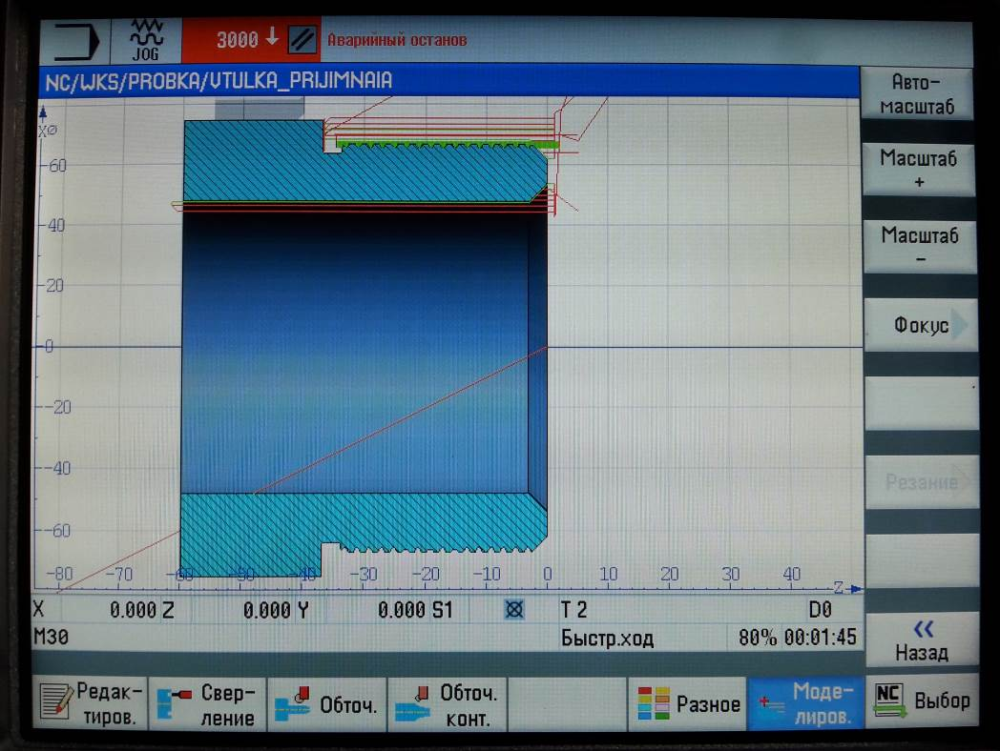 JOG
3000
Аварийный останов
NC/WKS/PROBKA/VTULKA_PRIJIMNAIA
X∅
60
40
20
0
-20
-40
-60
-80 -70 -60 -50 -40 -30 -20 -10 0 10 20 30 40
Z
X 0.000 Z 0.000 Y 0.000 S1 T 2 D0
M30 Быстр.ход 80% 00:01:45
Авто-
масштаб
Масштаб
+
Масштаб
-
Фокус
Резание
«
Назад
Редак-
тиров.
Свер-
ление
Обточ.
Обточ.
конт.
Разное
Моде-
лиров.
NC
Выбор